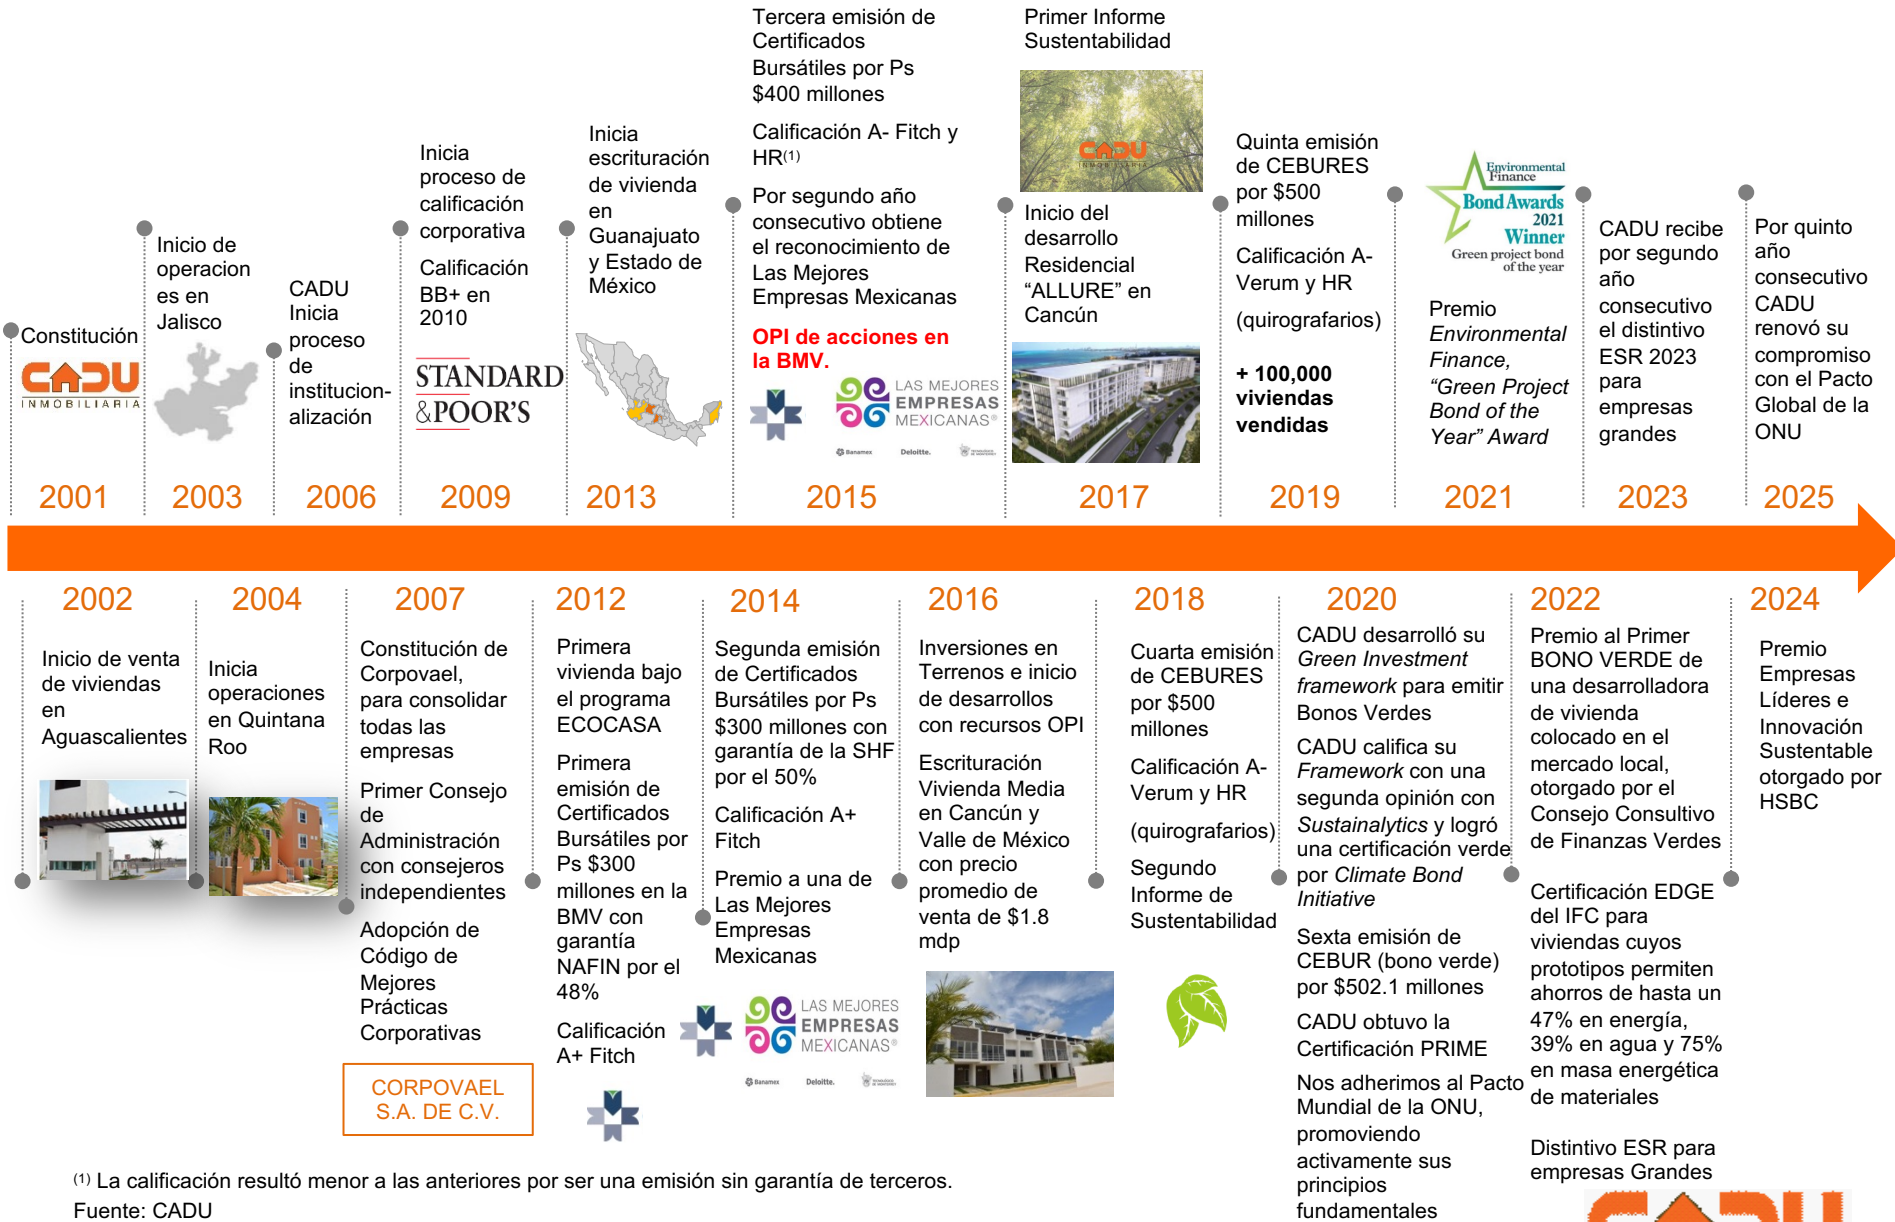 Constitución
CADU
INMOBILIARIA
2001
Inicio de
operacion
es en
Jalisco
2003
CADU
Inicia
proceso
de
institucion-
alización
2006
Inicia
proceso de
calificación
corporativa
Calificación
BB+ en
2010
STANDARD
&POOR'S
2009
Inicia
escrituración
de vivienda
en
Guanajuato
y Estado de
México
2013
Tercera emisión de
Certificados
Bursátiles por Ps
$400 millones
Calificación A- Fitch y
HR(1)
Por segundo año
consecutivo obtiene
el reconocimiento de
Las Mejores
Empresas Mexicanas
OPI de acciones en
la BMV.
LAS MEJORES
EMPRESAS
MEXICANAS®
Banamex Deloitte.
2015
Primer Informe
Sustentabilidad
CADU
INMOBILIARIA
Inicio del
desarrollo
Residencial
“ALLURE” en
Cancún
2017
Quinta emisión
de CEBURES
por $500
millones
Calificación A-
Verum y HR
(quirografarios)
+ 100,000
viviendas
vendidas
2019
Environmental
Finance
Bond Awards
2021
Winner
Green project bond
of the year
Premio
Environmental
Finance,
“Green Project
Bond of the
Year” Award
2021
CADU recibe
por segundo
año
consecutivo
el distintivo
ESR 2023
para
empresas
grandes
2023
Por quinto
año
consecutivo
CADU
renovó su
compromiso
con el Pacto
Global de la
ONU
2025
2002
Inicio de venta
de viviendas
en
Aguascalientes
2004
Inicia
operaciones
en Quintana
Roo
2007
Constitución de
Corpovael,
para consolidar
todas las
empresas
Primer Consejo
de
Administración
con consejeros
independientes
Adopción de
Código de
Mejores
Prácticas
Corporativas
CORPOVAEL
S.A. DE C.V.
2012
Primera
vivienda bajo
el programa
ECOCASA
Primera
emisión de
Certificados
Bursátiles por
Ps $300
millones en la
BMV con
garantía
NAFIN por el
48%
Calificación
A+ Fitch
2014
Segunda emisión
de Certificados
Bursátiles por Ps
$300 millones con
garantía de la SHF
por el 50%
Calificación A+
Fitch
Premio a una de
Las Mejores
Empresas
Mexicanas
LAS MEJORES
EMPRESAS
MEXICANAS®
Banamex Deloitte.
2016
Inversiones en
Terrenos e inicio
de desarrollos
con recursos OPI
Escrituración
Vivienda Media
en Cancún y
Valle de México
con precio
promedio de
venta de $1.8
mdp
2018
Cuarta emisión
de CEBURES
por $500
millones
Calificación A-
Verum y HR
(quirografarios)
Segundo
Informe de
Sustentabilidad
2020
CADU desarrolló su
Green Investment
framework para emitir
Bonos Verdes
CADU califica su
Framework con una
segunda opinión con
Sustainalytics y logró
una certificación verde
por Climate Bond
Initiative
Sexta emisión de
CEBUR (bono verde)
por $502.1 millones
CADU obtuvo la
Certificación PRIME
Nos adherimos al Pacto
Mundial de la ONU,
promoviendo
activamente sus
principios
fundamentales
2022
Premio al Primer
BONO VERDE de
una desarrolladora
de vivienda
colocado en el
mercado local,
otorgado por el
Consejo Consultivo
de Finanzas Verdes
Certificación EDGE
del IFC para
viviendas cuyos
prototipos permiten
ahorros de hasta un
47% en energía,
39% en agua y 75%
en masa energética
de materiales
Distintivo ESR para
empresas Grandes
2024
Premio
Empresas
Líderes e
Innovación
Sustentable
otorgado por
HSBC
(1) La calificación resultó menor a las anteriores por ser una emisión sin garantía de terceros.
Fuente: CADU
CADU